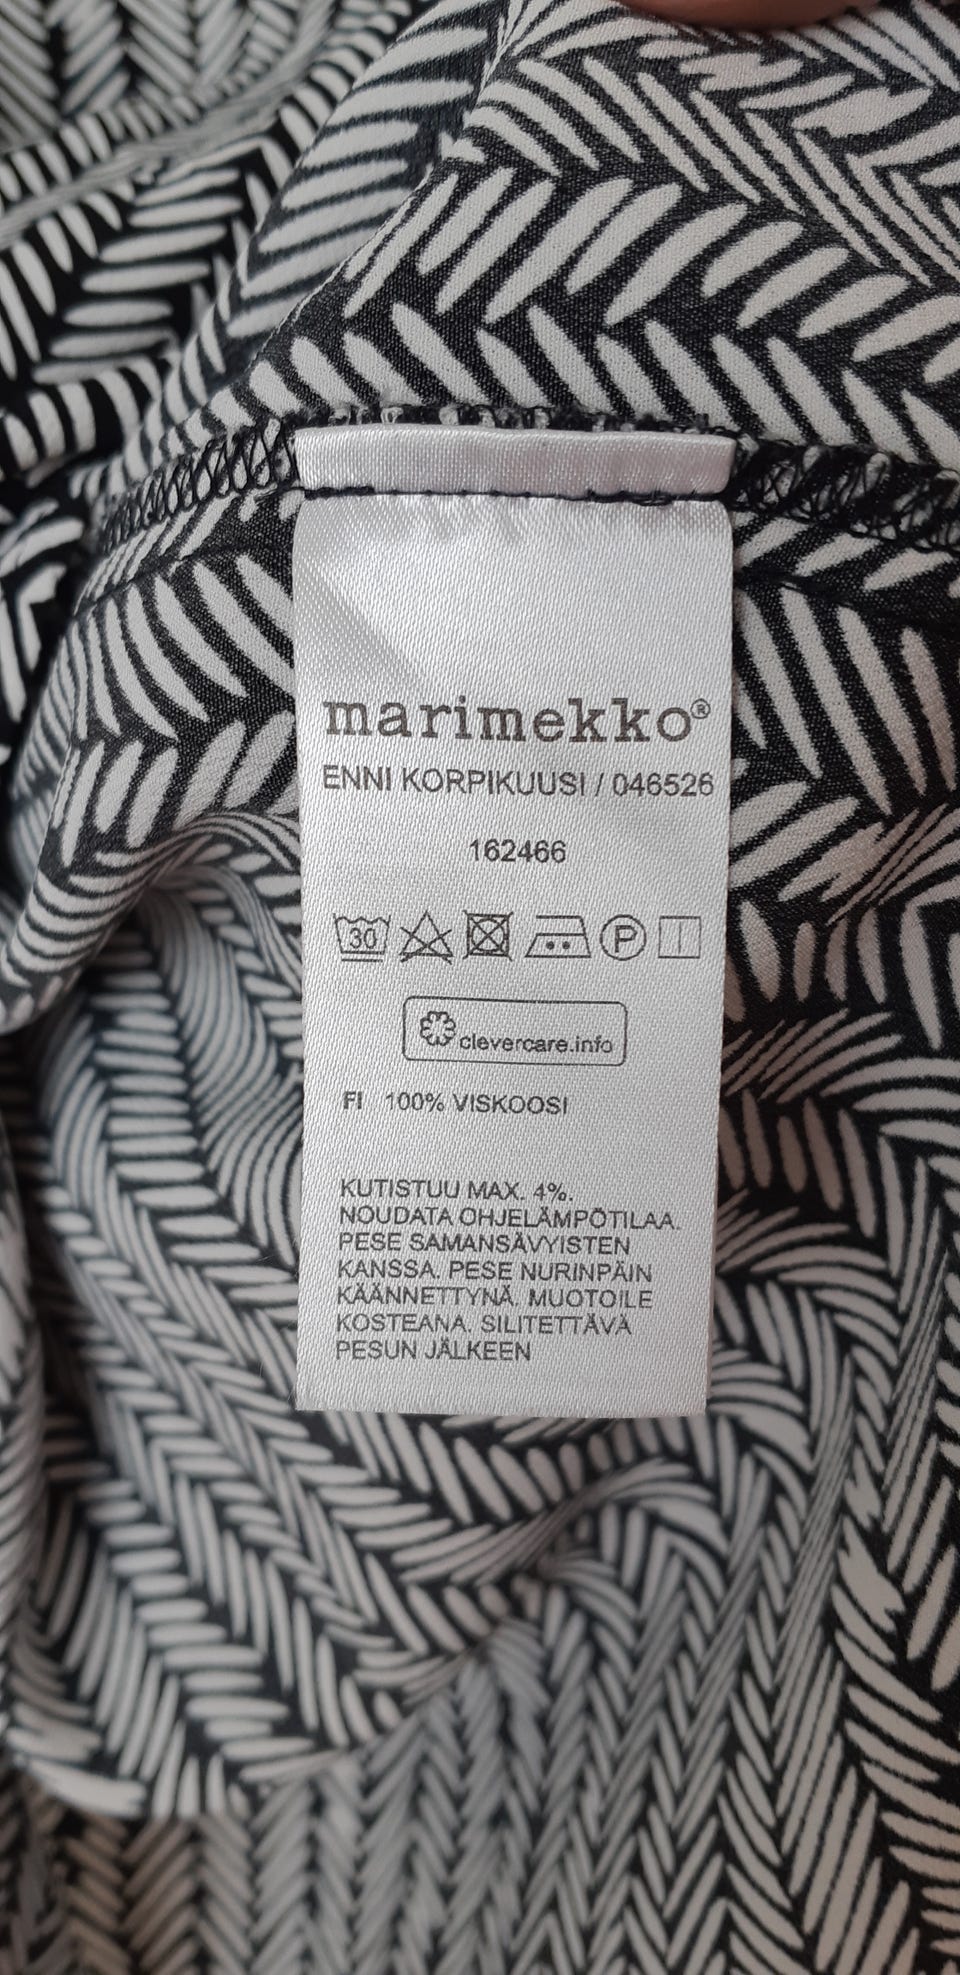 marimekko®
ENNI KORPIKUUSI / 046526
162466
30 P
clevercare.info
FI 100% VISKOOSI
KUTISTUU MAX. 4%.
NOUDATA OHJELÄMPÖTILAA.
PESE SAMANSÄVYISTEN
KANSSA. PESE NURINPÄIN
KÄÄNNETTYNÄ. MUOTOILE
KOSTEANA. SILITETTÄVÄ
PESUN JÄLKEEN